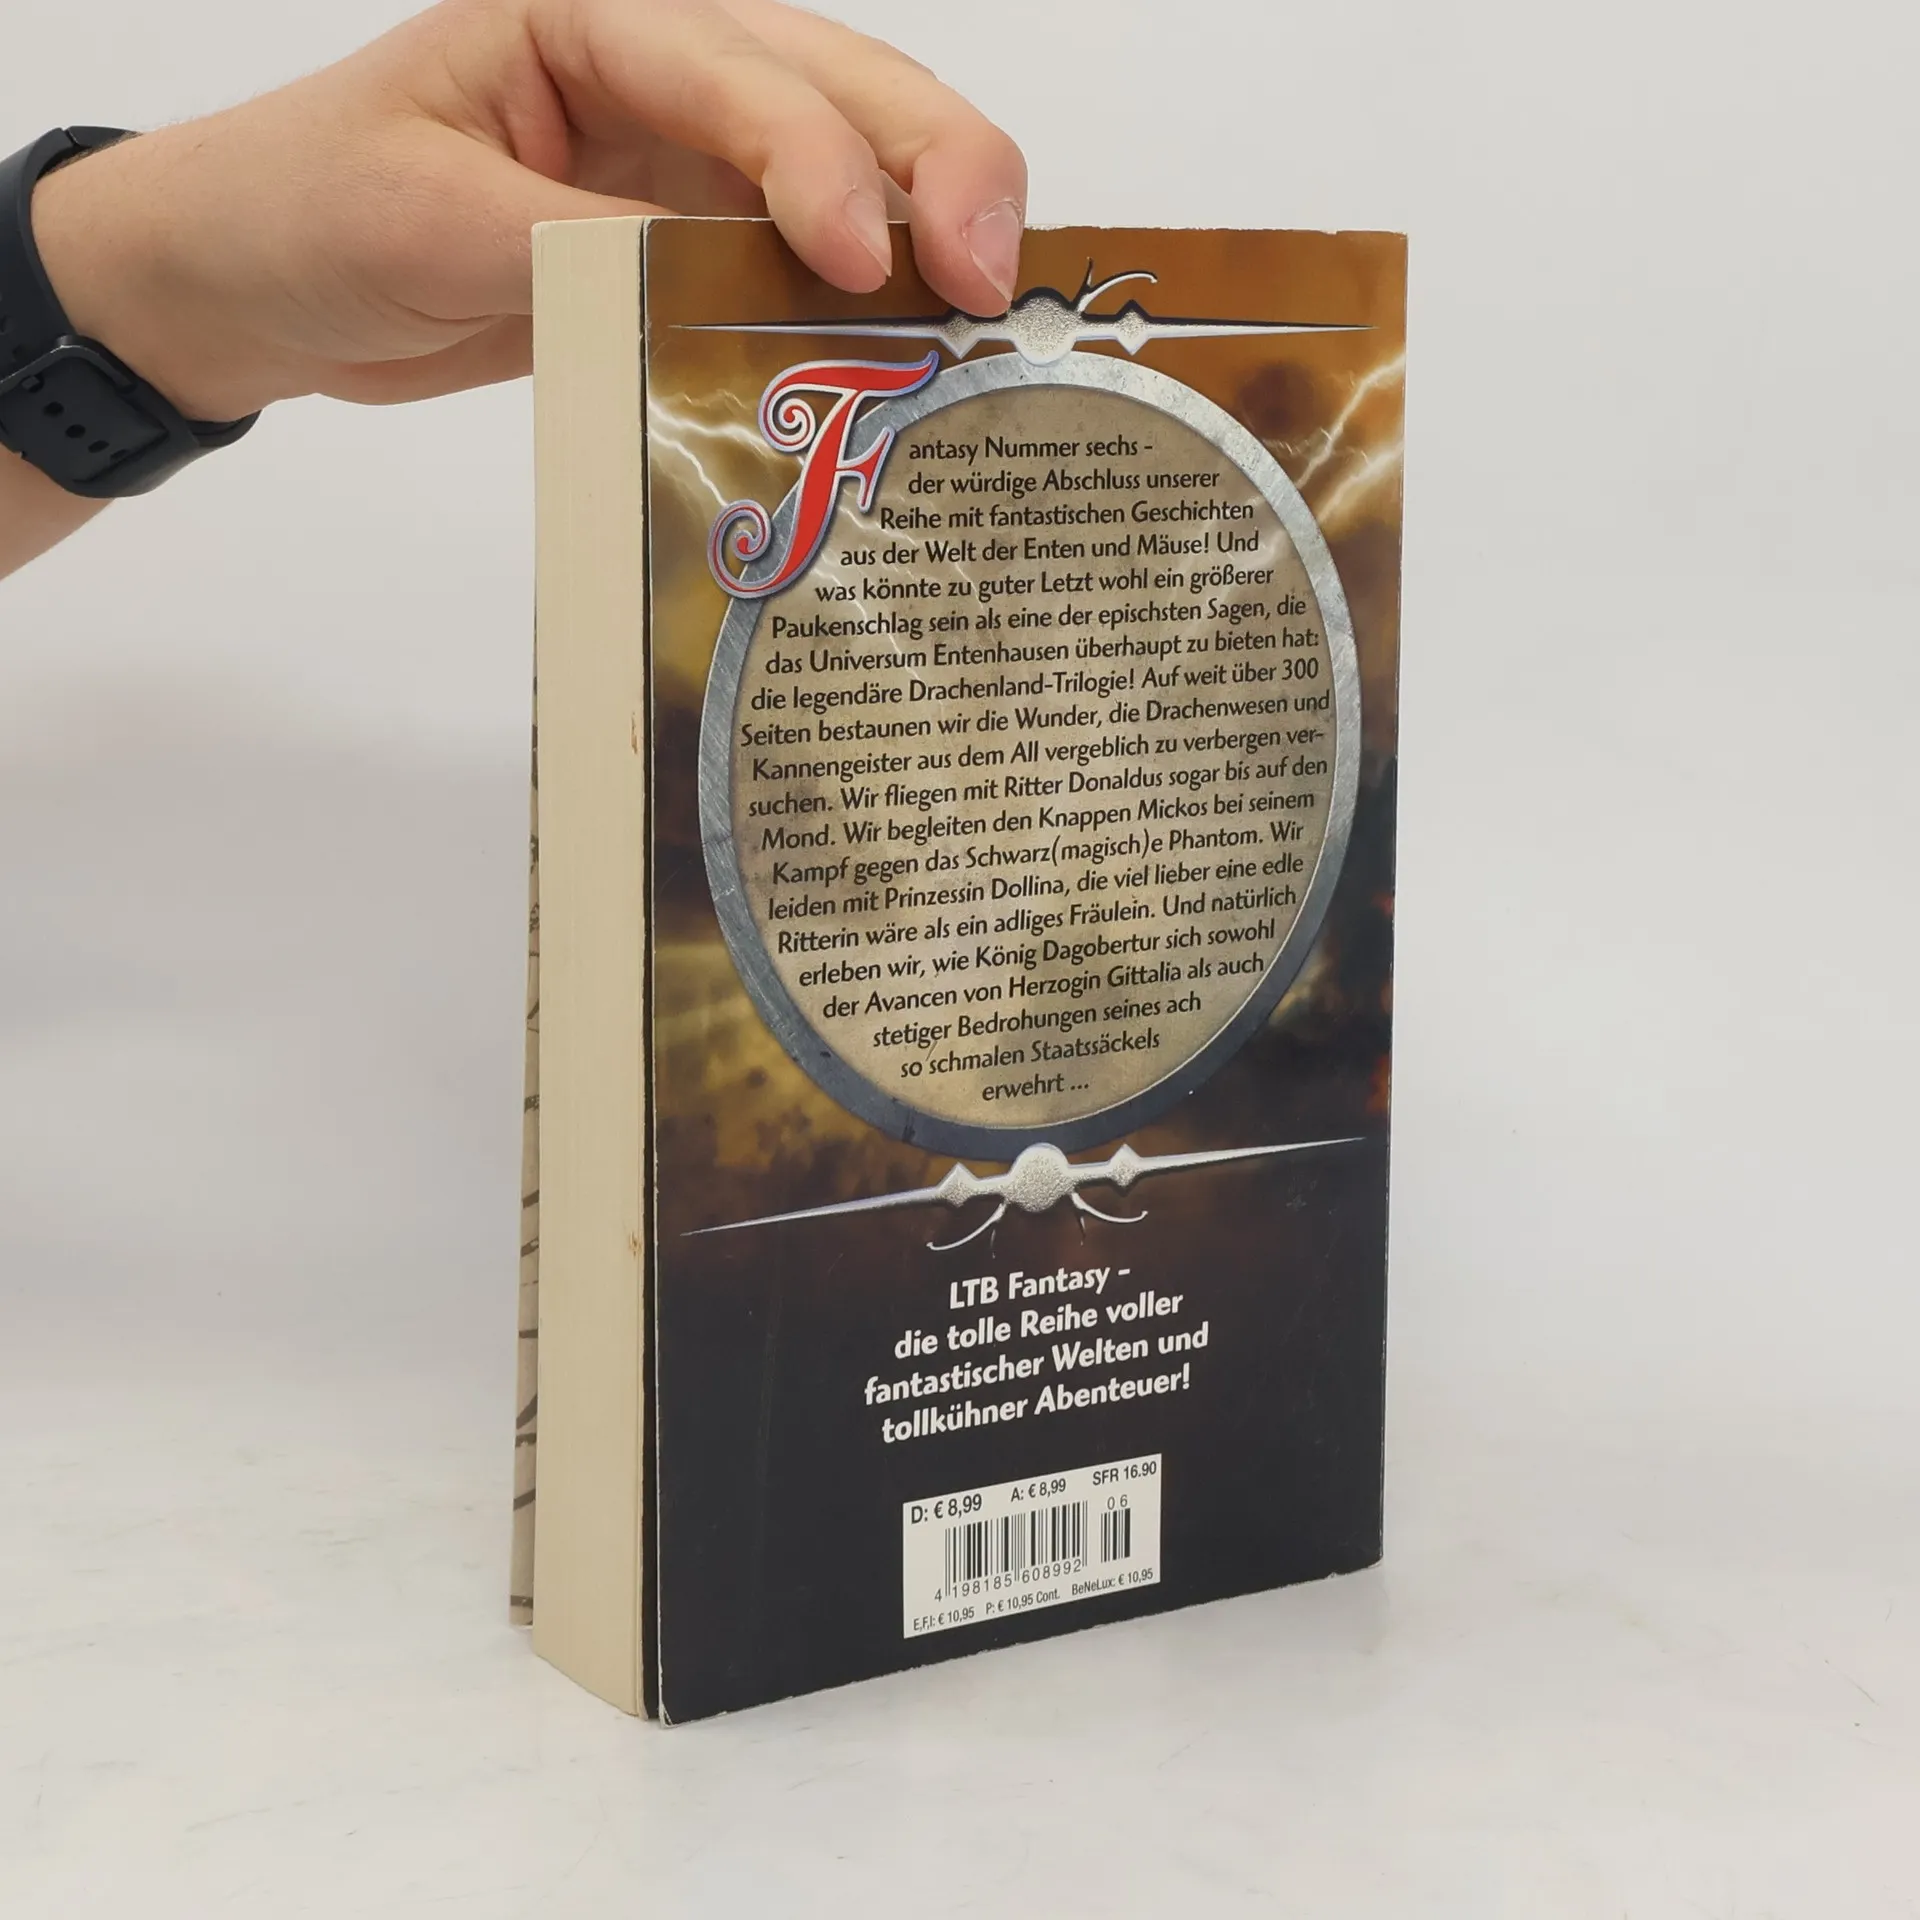 Fantasy Nummer sechs -
der würdige Abschluss unserer
Reihe mit fantastischen Geschichten
aus der Welt der Enten und Mäuse! Und
was könnte zu guter Letzt wohl ein größerer
Paukenschlag sein als eine der epischsten Sagen, die
das Universum Entenhausen überhaupt zu bieten hat:
die legendäre Drachenland-Trilogie! Auf weit über 300
Seiten bestaunen wir die Wunder, die Drachenwesen und
Kannengeister aus dem All vergeblich zu verbergen ver-
suchen. Wir fliegen mit Ritter Donaldus sogar bis auf den
Mond. Wir begleiten den Knappen Mickos bei seinem
Kampf gegen das Schwarz(magisch)e Phantom. Wir
leiden mit Prinzessin Dollina, die viel lieber eine edle
Ritterin wäre als ein adliges Fräulein. Und natürlich
erleben wir, wie König Dagobertur sich sowohl
der Avancen von Herzogin Gittalia als auch
stetiger Bedrohungen seines ach
so schmalen Staatssäckels
erwehrt ...
LTB Fantasy -
die tolle Reihe voller
fantastischer Welten und
tollkühner Abenteuer!
D: € 8,99 A: € 8,99 SFR 16.90
06
4 198185 608992
E,F,I: € 10,95 P: € 10,95 Cont. BeNeLux: € 10,95